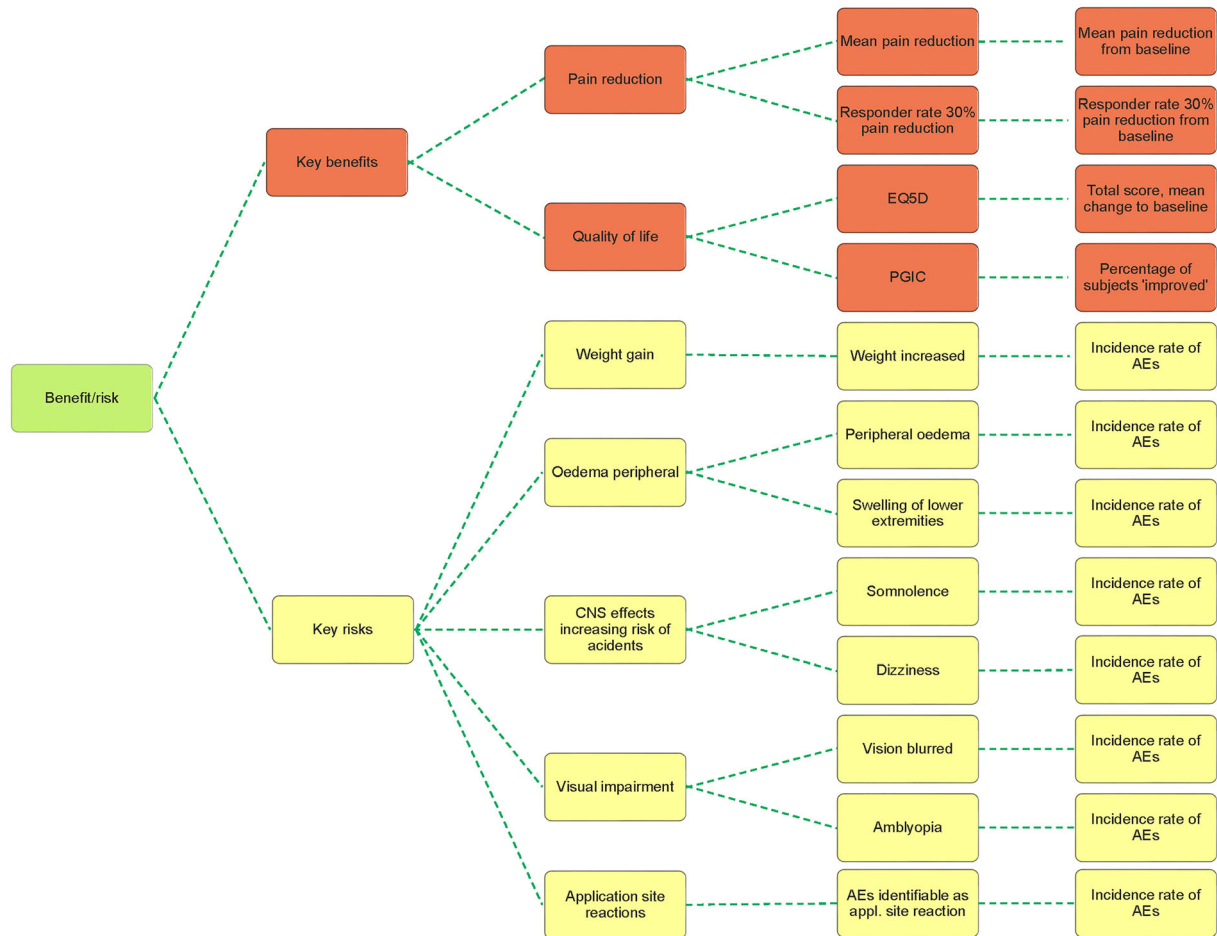 Benefit/risk
Key benefits
Pain reduction
Mean pain reduction
Mean pain reduction
from baseline
Responder rate 30%
pain reduction
Responder rate 30%
pain reduction from
baseline
Quality of life
EQ5D
Total score, mean
change to baseline
PGIC
Percentage of
subjects 'improved'
Key risks
Weight gain
Weight increased
Incidence rate of
AEs
Oedema peripheral
Peripheral oedema
Incidence rate of
AEs
Swelling of lower
extremities
Incidence rate of
AEs
CNS effects
increasing risk of
acidents
Somnolence
Incidence rate of
AEs
Dizziness
Incidence rate of
AEs
Visual impairment
Vision blurred
Incidence rate of
AEs
Amblyopia
Incidence rate of
AEs
Application site
reactions
AEs identifiable as
appl. site reaction
Incidence rate of
AEs